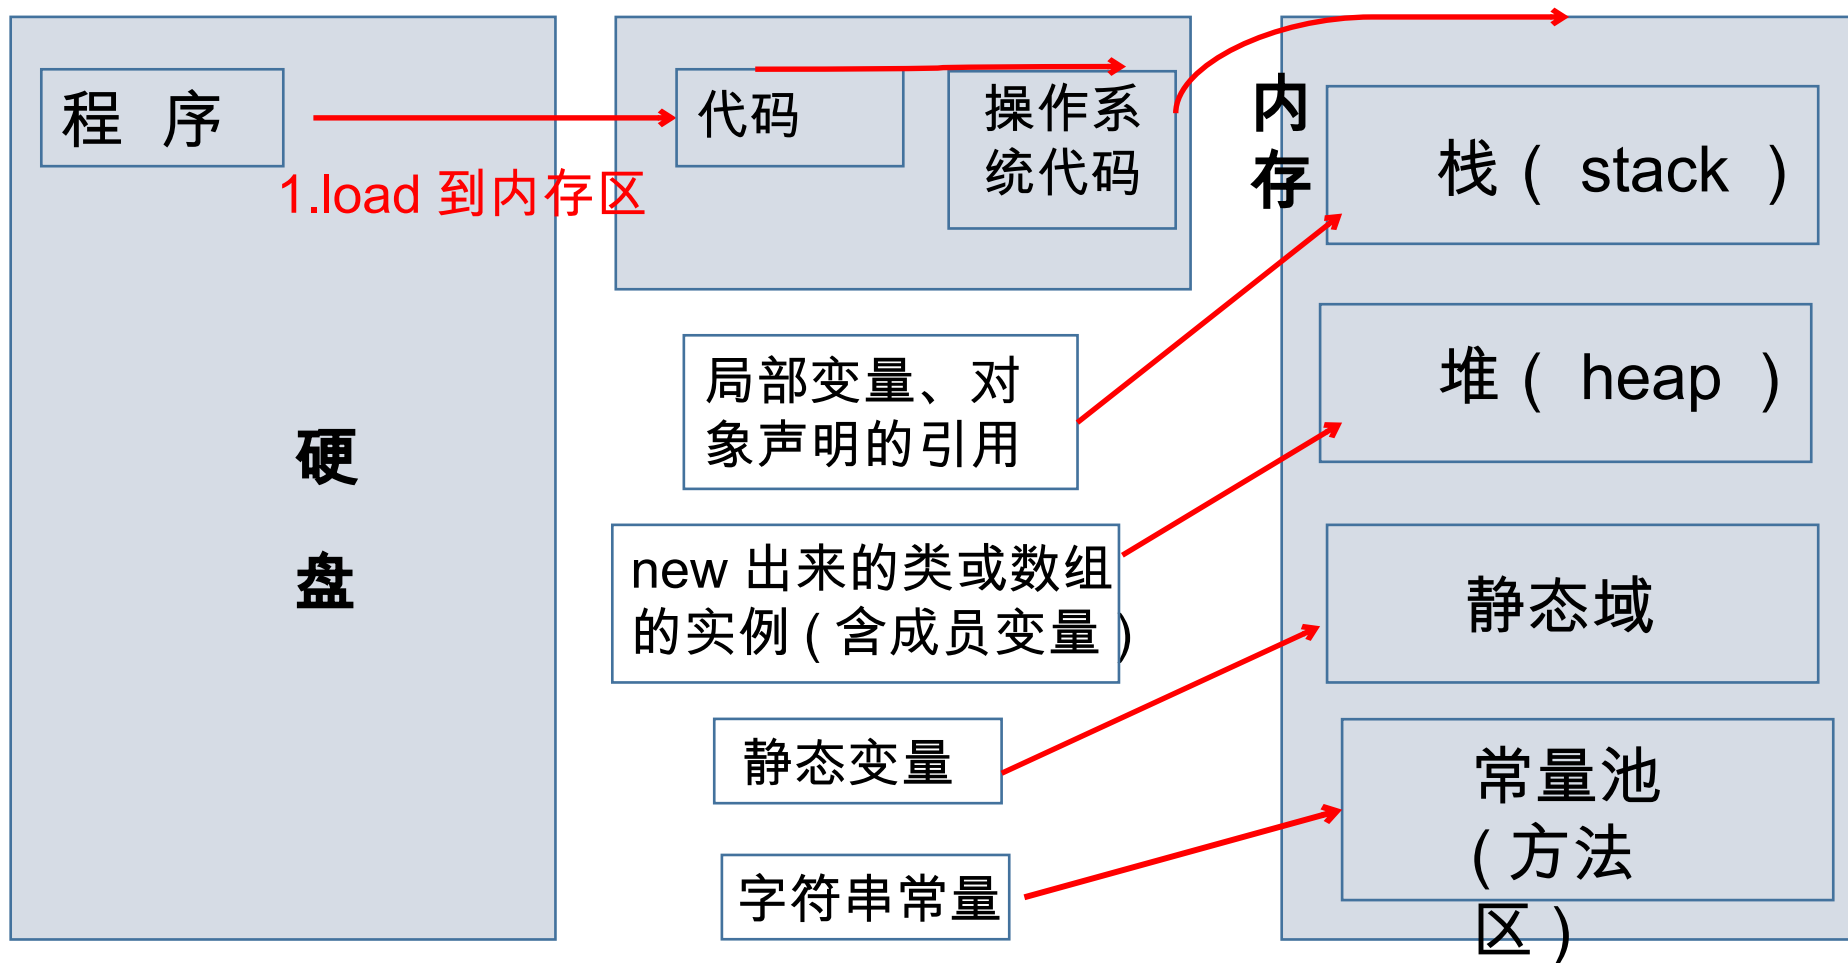 程 序
1.load 到内存区
硬
盘
代码
操作系
统代码
局部变量、对
象声明的引用
new 出来的类或数组
的实例 ( 含成员变量 )
静态变量
字符串常量
内
存
栈 ( stack )
堆 ( heap )
静态域
常量池
( 方法
区 )